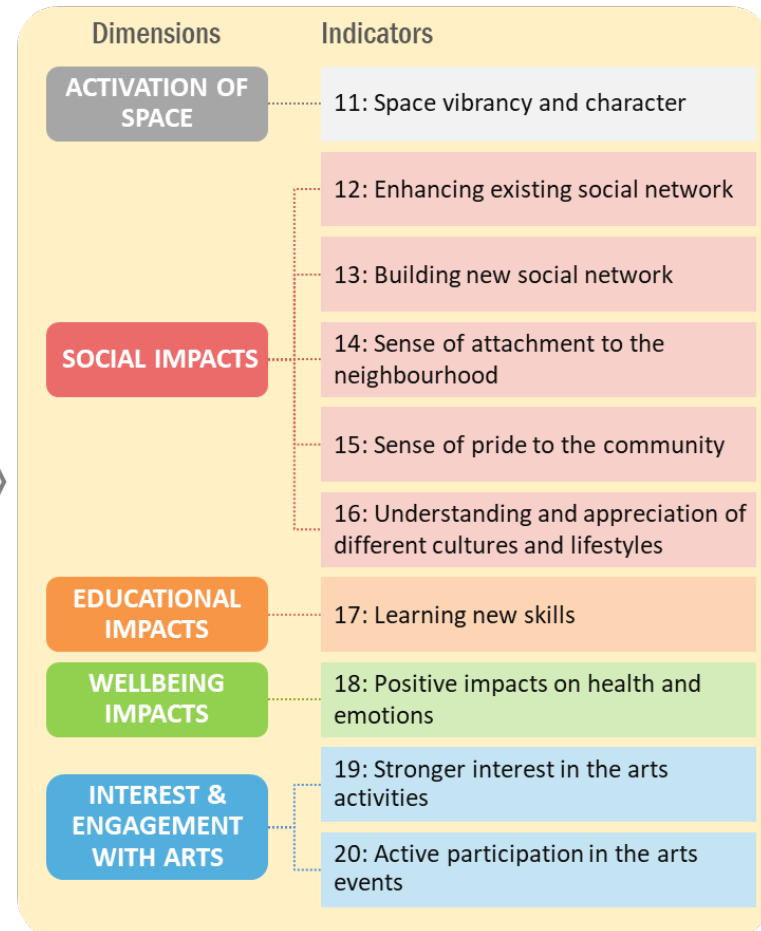 Dimensions
Indicators
ACTIVATION OF
SPACE
11: Space vibrancy and character
12: Enhancing existing social network
13: Building new social network
SOCIAL IMPACTS
14: Sense of attachment to the
neighbourhood
15: Sense of pride to the community
16: Understanding and appreciation of
different cultures and lifestyles
EDUCATIONAL
IMPACTS
17: Learning new skills
WELLBEING
IMPACTS
18: Positive impacts on health and
emotions
INTEREST &
ENGAGEMENT
WITH ARTS
19: Stronger interest in the arts
activities
20: Active participation in the arts
events